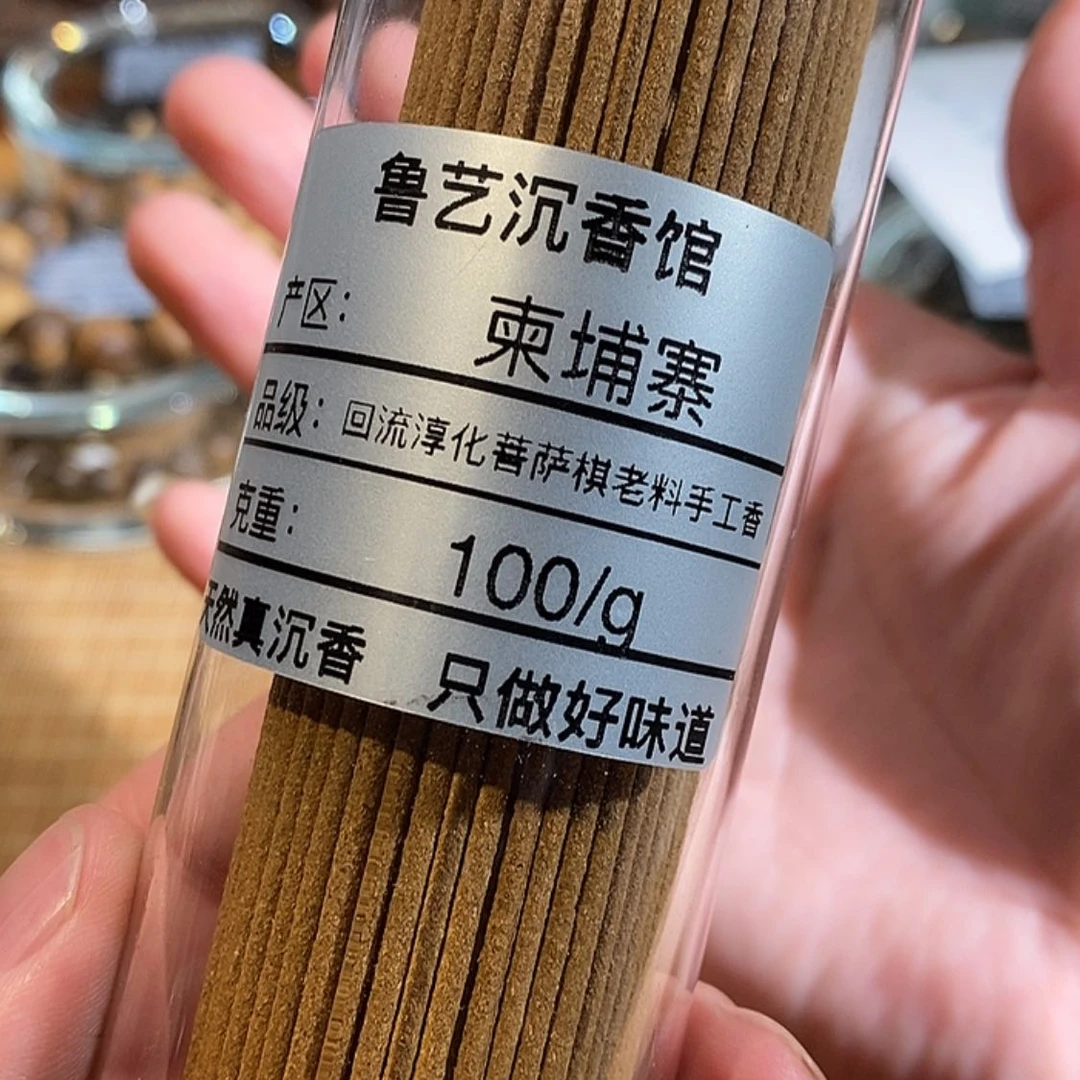 鲁艺沉香馆
产区： 柬埔寨
品级：回流淳化菩萨棋老料手工香
克重： 100/g
天然真沉香 只做好味道